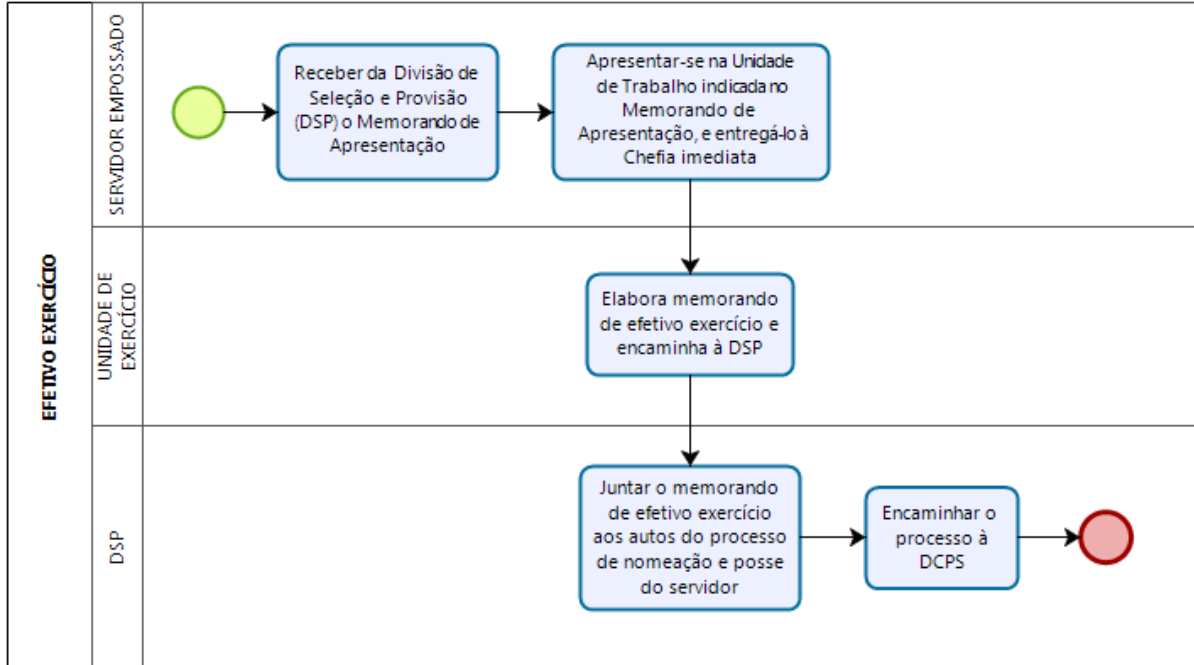 EFETIVO EXERCÍCIO
SERVIDOR EMPOSSADO
Receber da Divisão de
Seleção e Provisão
(DSP) o Memorando de
Apresentação
Apresentar-se na Unidade
de Trabalho indicada no
Memorando de
Apresentação, e entregá-lo à
Chefia imediata
UNIDADE DE
EXERCÍCIO
Elabora memorando
de efetivo exercício e
encaminha à DSP
DSP
Juntar o memorando
de efetivo exercício
aos autos do processo
de nomeação e posse
do servidor
Encaminhar o
processo à
DCPS